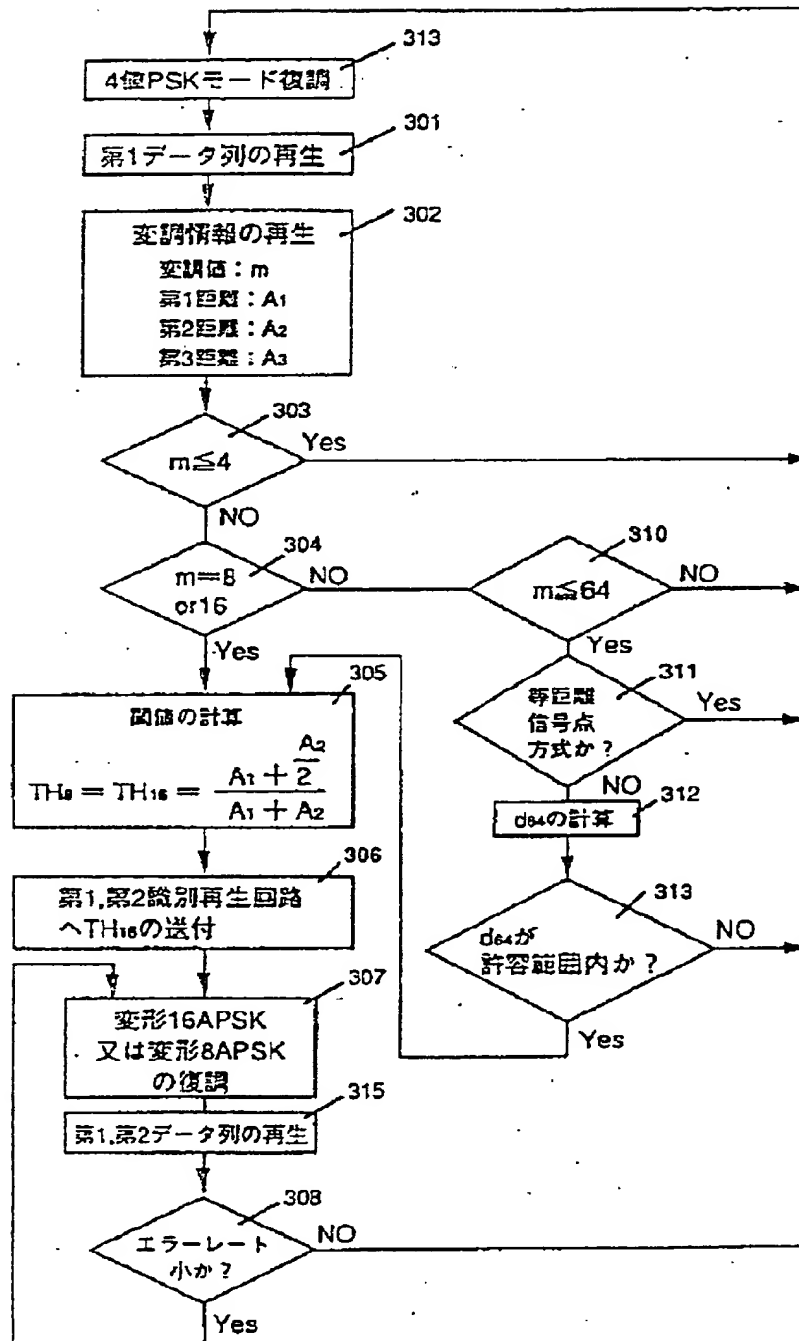 313
4値PSKモード復調
301
第1データ列の再生
302
変調情報の再生
変調値：m
第1距離：A1
第2距離：A2
第3距離：A3
303
m≦4
Yes
NO
304
m=8
or16
NO
Yes
310
m≦64
NO
Yes
311
等距離
信号点
方式か？
Yes
NO
312
d64の計算
313
d64が
許容範囲内か？
NO
Yes
305
閾値の計算
TH8 = TH16 = (A1 + A2/2) / (A1 + A2)
306
第1,第2識別再生回路
へTH16の送付
307
変形16APSK
又は変形8APSK
の復調
315
第1,第2データ列の再生
308
エラーレート
小か？
NO
Yes